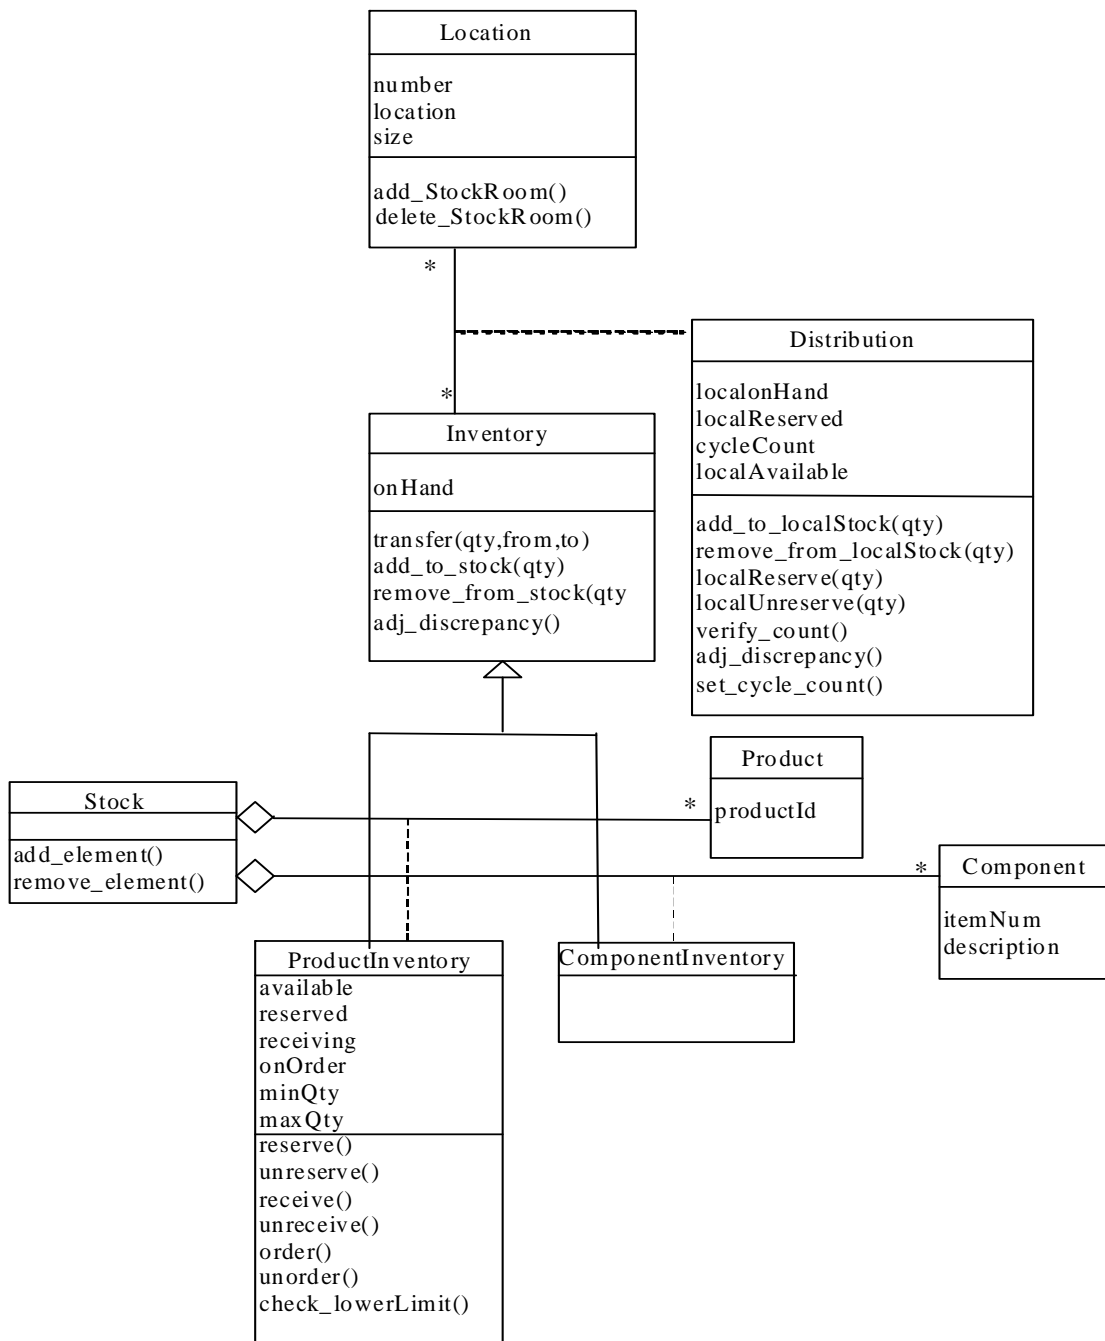 Location
number
location
size
add_StockRoom()
delete_StockRoom()
*
*
Distribution
localonHand
localReserved
cycleCount
localAvailable
add_to_localStock(qty)
remove_from_localStock(qty)
localReserve(qty)
localUnreserve(qty)
verify_count()
adj_discrepancy()
set_cycle_count()
Inventory
onHand
transfer(qty,from,to)
add_to_stock(qty)
remove_from_stock(qty
adj_discrepancy()
Stock
add_element()
remove_element()
*
Product
productId
*
Component
itemNum
description
ProductInventory
available
reserved
receiving
onOrder
minQty
maxQty
reserve()
unreserve()
receive()
unreceive()
order()
unorder()
check_lowerLimit()
ComponentInventory